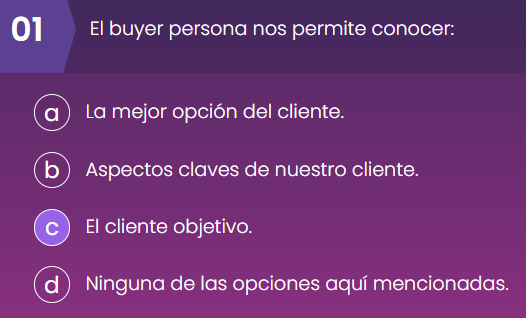 01 El buyer persona nos permite conocer:
a La mejor opción del cliente.
b Aspectos claves de nuestro cliente.
c El cliente objetivo.
d Ninguna de las opciones aquí mencionadas.